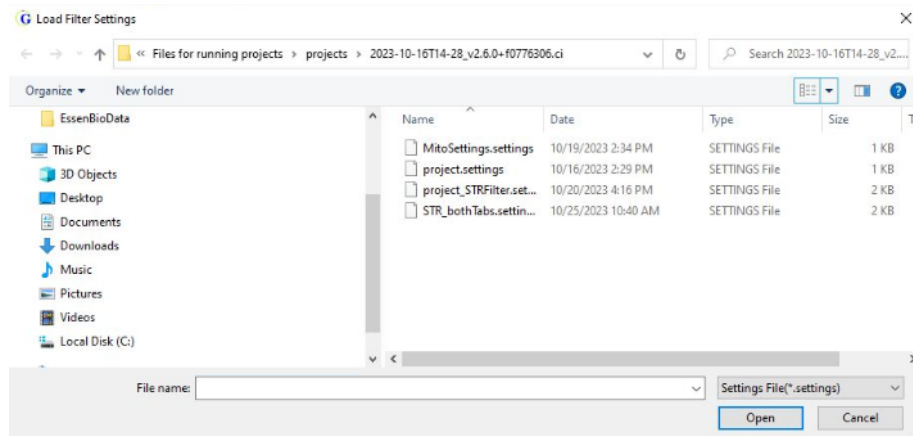 G Load Filter Settings
« Files for running projects › projects › 2023-10-16T14-28_v2.6.0+f0776306.ci
Search 2023-10-16T14-28_v2....
Organize New folder
EssenBioData
This PC
3D Objects
Desktop
Documents
Downloads
Music
Pictures
Videos
Local Disk (C:)
Name Date Type Size T
MitoSettings.settings 10/19/2023 2:34 PM SETTINGS File 1 KB
project.settings 10/16/2023 2:29 PM SETTINGS File 1 KB
project_STRFilter.set... 10/20/2023 4:16 PM SETTINGS File 2 KB
STR_bothTabs.settin... 10/25/2023 10:40 AM SETTINGS File 2 KB
File name: Settings File(*.settings)
Open Cancel